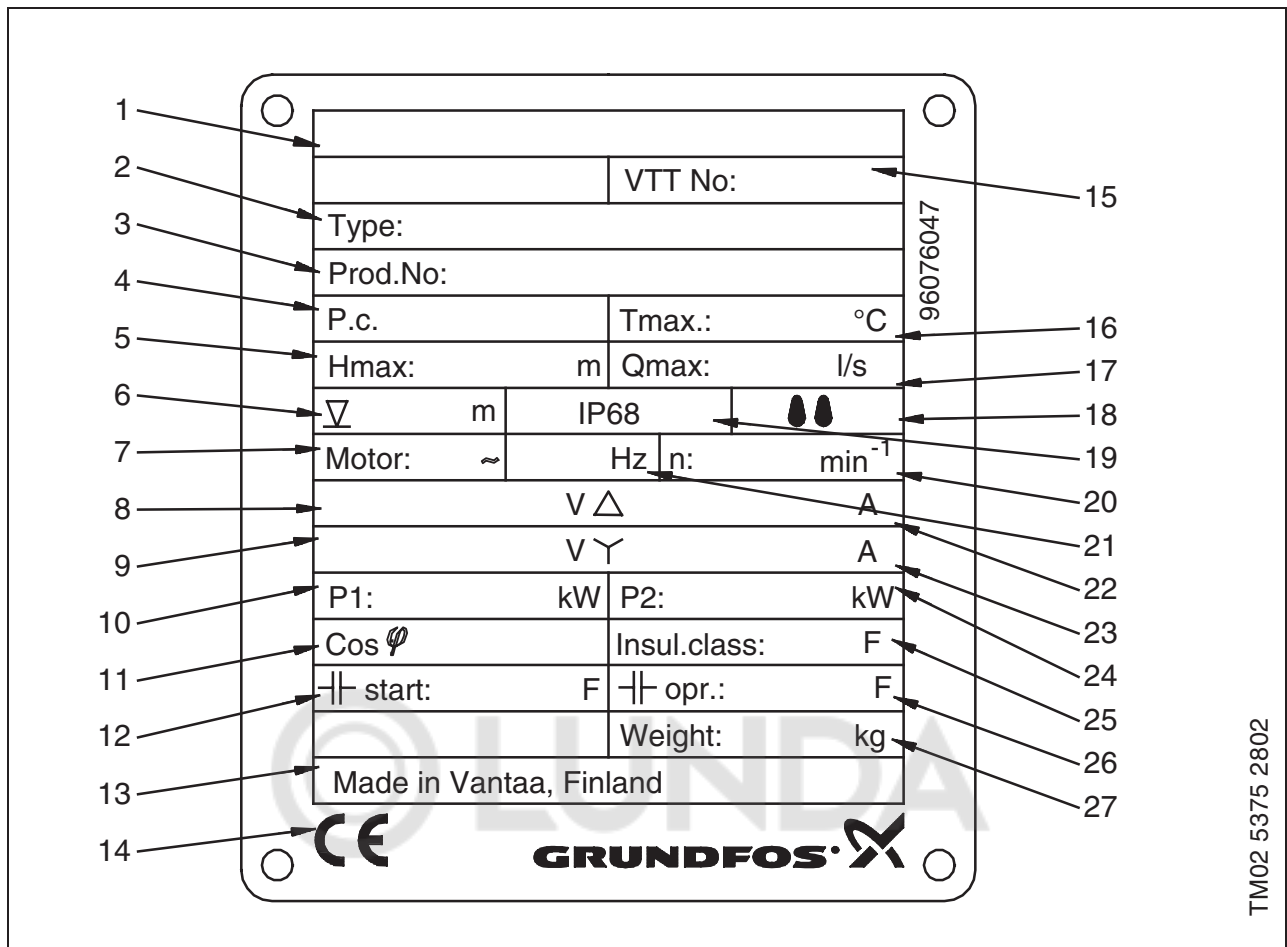 1
2
3
4
5
6
7
8
9
10
11
12
13
14
VTT No:
Type:
Prod.No:
P.c. Tmax.: °C
Hmax: m Qmax: l/s
m IP68
Motor: ~ Hz n: min-1
V △ A
V Y A
P1: kW P2: kW
Cos φ Insul.class: F
start: F opr.: F
Weight: kg
Made in Vantaa, Finland
CE GRUNDFOS
LUNDA
96076047
15
16
17
18
19
20
21
22
23
24
25
26
27
TM02 5375 2802